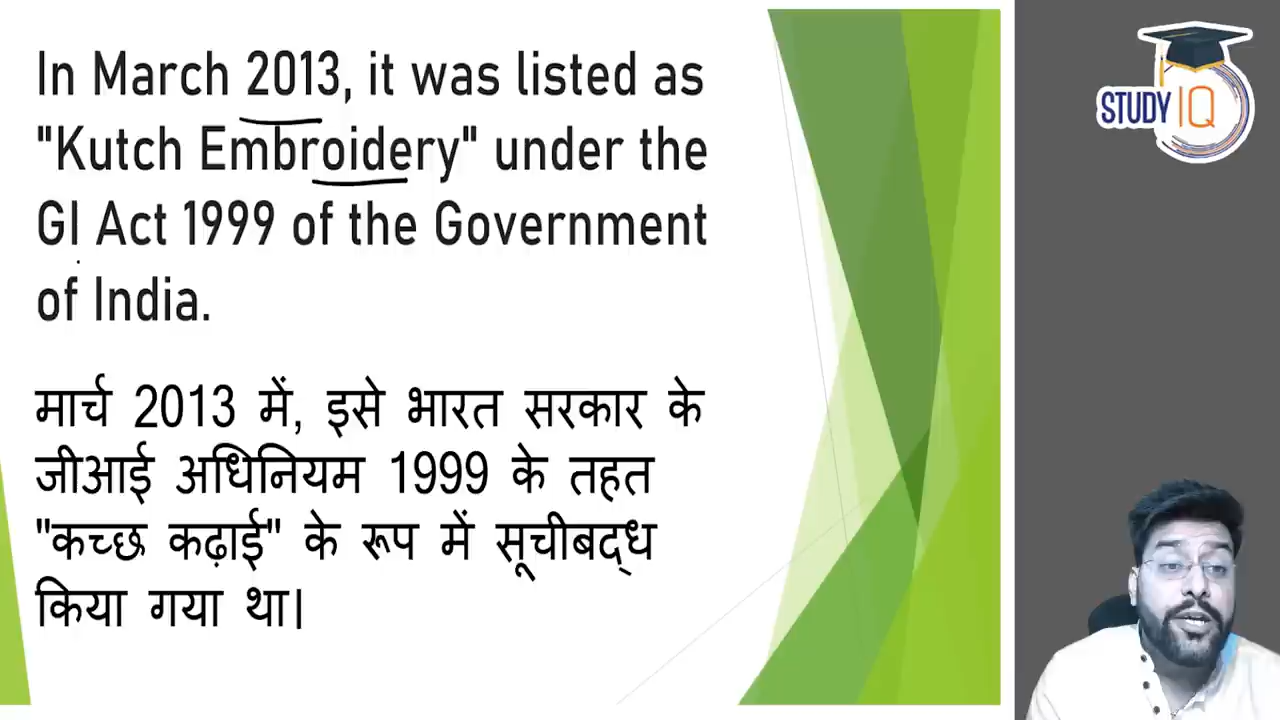 In March 2013, it was listed as
"Kutch Embroidery" under the
GI Act 1999 of the Government
of India.
मार्च 2013 में, इसे भारत सरकार के
जीआई अधिनियम 1999 के तहत
"कच्छ कढ़ाई" के रूप में सूचीबद्ध
किया गया था।
STUDY IQ